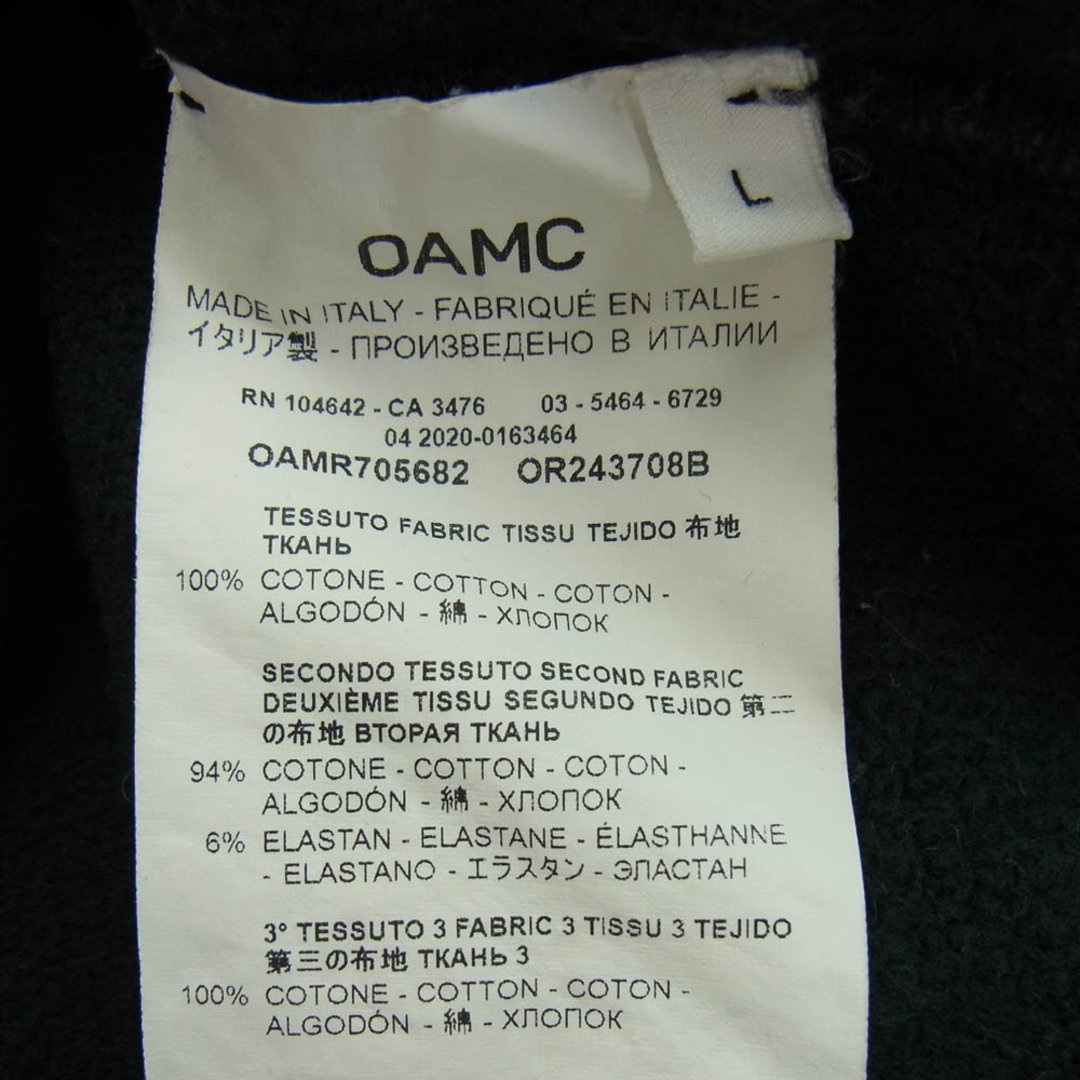 L
OAMC
MADE IN ITALY - FABRIQUÉ EN ITALIE -
イタリア製 - ПРОИЗВЕДЕНО В ИТАЛИИ
RN 104642 - CA 3476 03 - 5464 - 6729
04 2020-0163464
OAMR705682 OR243708B
TESSUTO FABRIC TISSU TEJIDO 布地
ТКАНЬ
100% COTONE - COTTON - COTON -
ALGODÓN - 綿 - ХЛОПОК
SECONDO TESSUTO SECOND FABRIC
DEUXIÈME TISSU SEGUNDO TEJIDO 第二
の布地 ВТОРАЯ ТКАНЬ
94% COTONE - COTTON - COTON -
ALGODÓN - 綿 - ХЛОПОК
6% ELASTAN - ELASTANE - ÉLASTHANNE
- ELASTANO - エラスタン - ЭЛАСТАН
3° TESSUTO 3 FABRIC 3 TISSU 3 TEJIDO
第三の布地 ТКАНЬ 3
100% COTONE - COTTON - COTON -
ALGODÓN - 綿 - ХЛОПОК